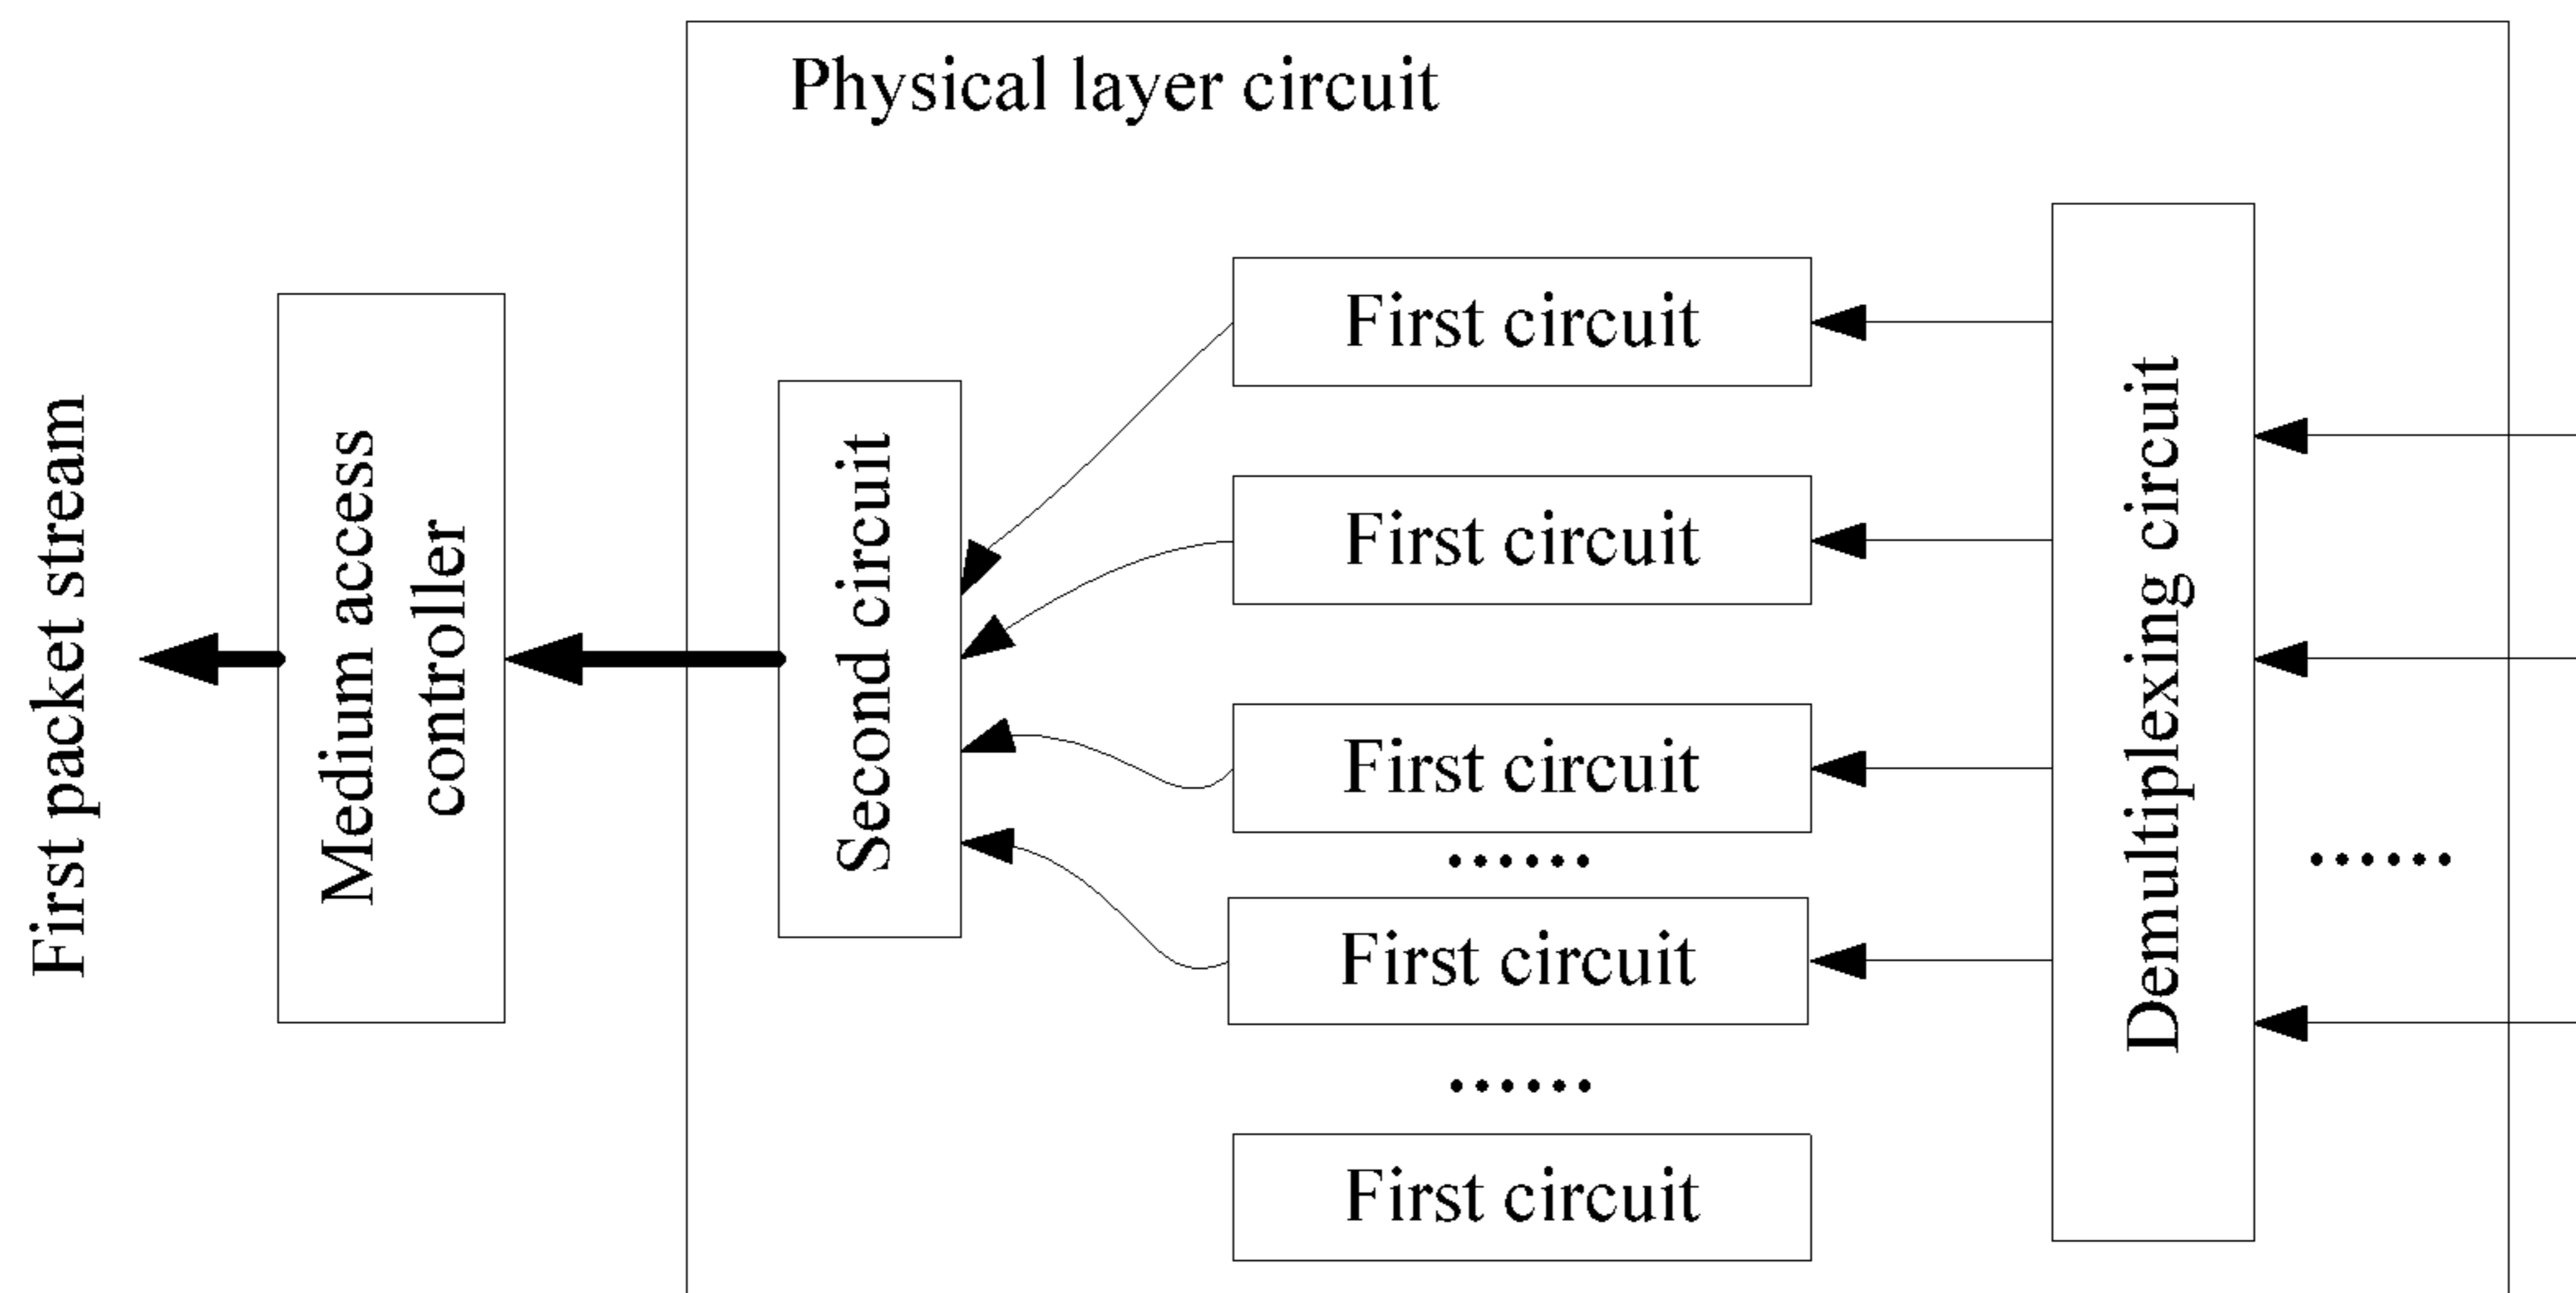 Physical layer circuit
First packet stream
Medium access
controller
Second circuit
First circuit
First circuit
First circuit
......
First circuit
......
First circuit
Demultiplexing circuit
......